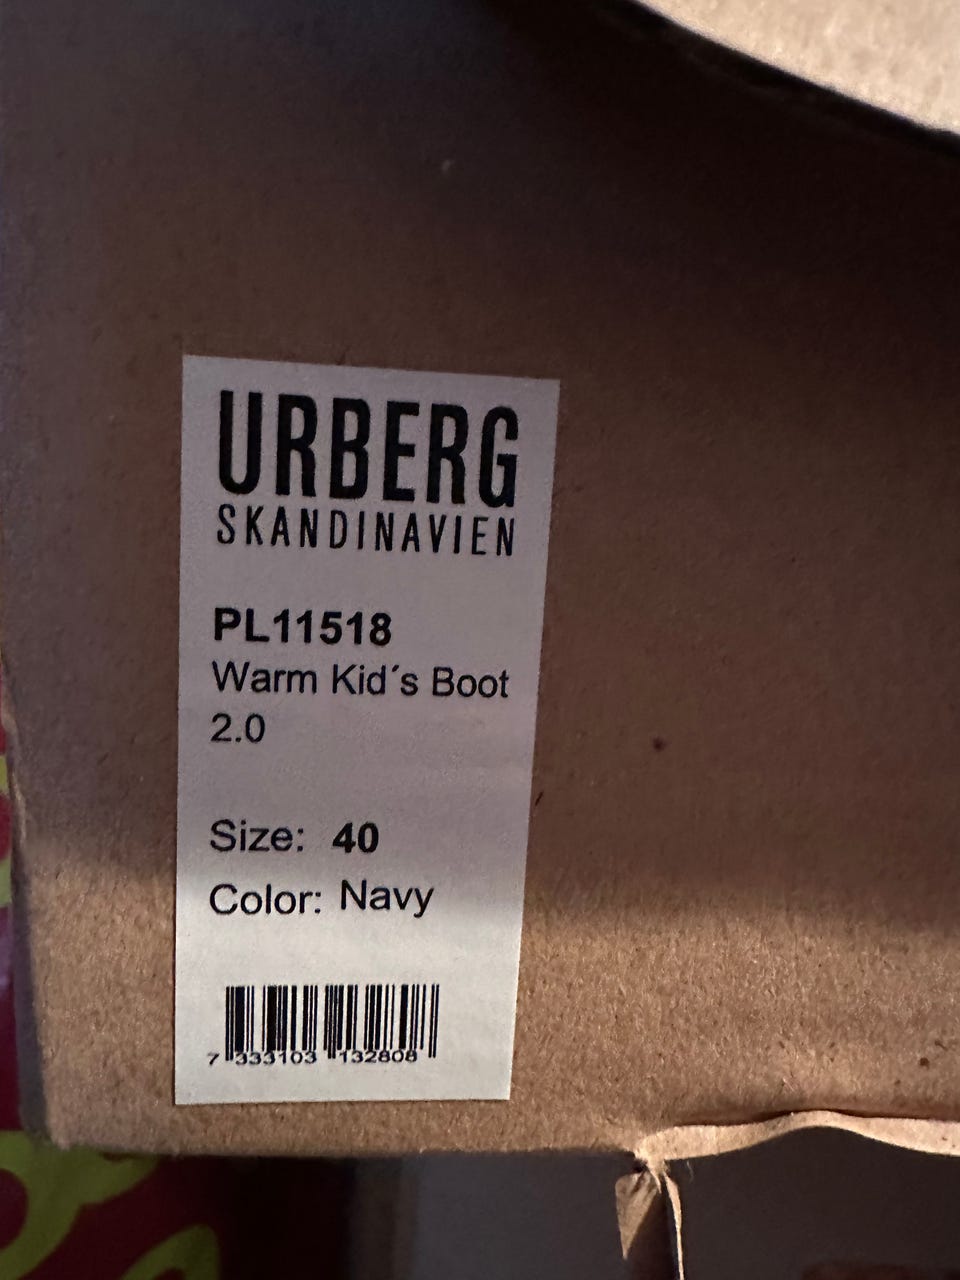 URBERG
SKANDINAVIEN
PL11518
Warm Kid´s Boot
2.0
Size: 40
Color: Navy
7 333103 132808